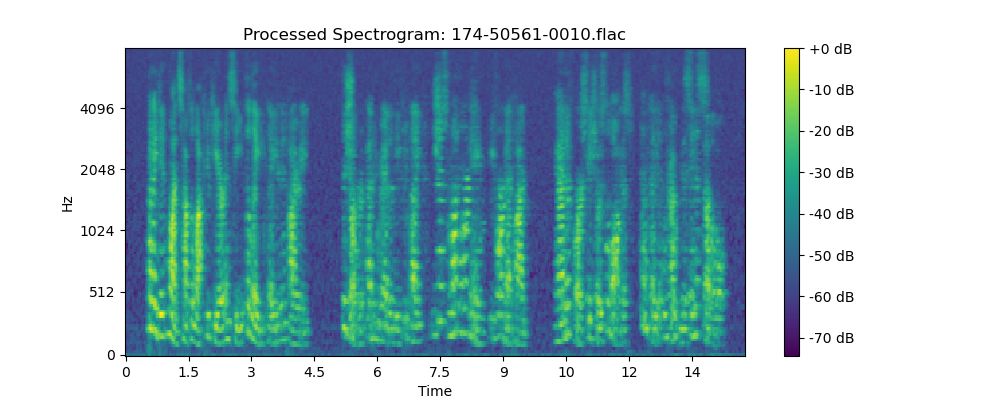 Processed Spectrogram: 174-50561-0010.flac
Hz
4096
2048
1024
512
0
0 1.5 3 4.5 6 7.5 9 10 12 14
Time
+0 dB
-10 dB
-20 dB
-30 dB
-40 dB
-50 dB
-60 dB
-70 dB